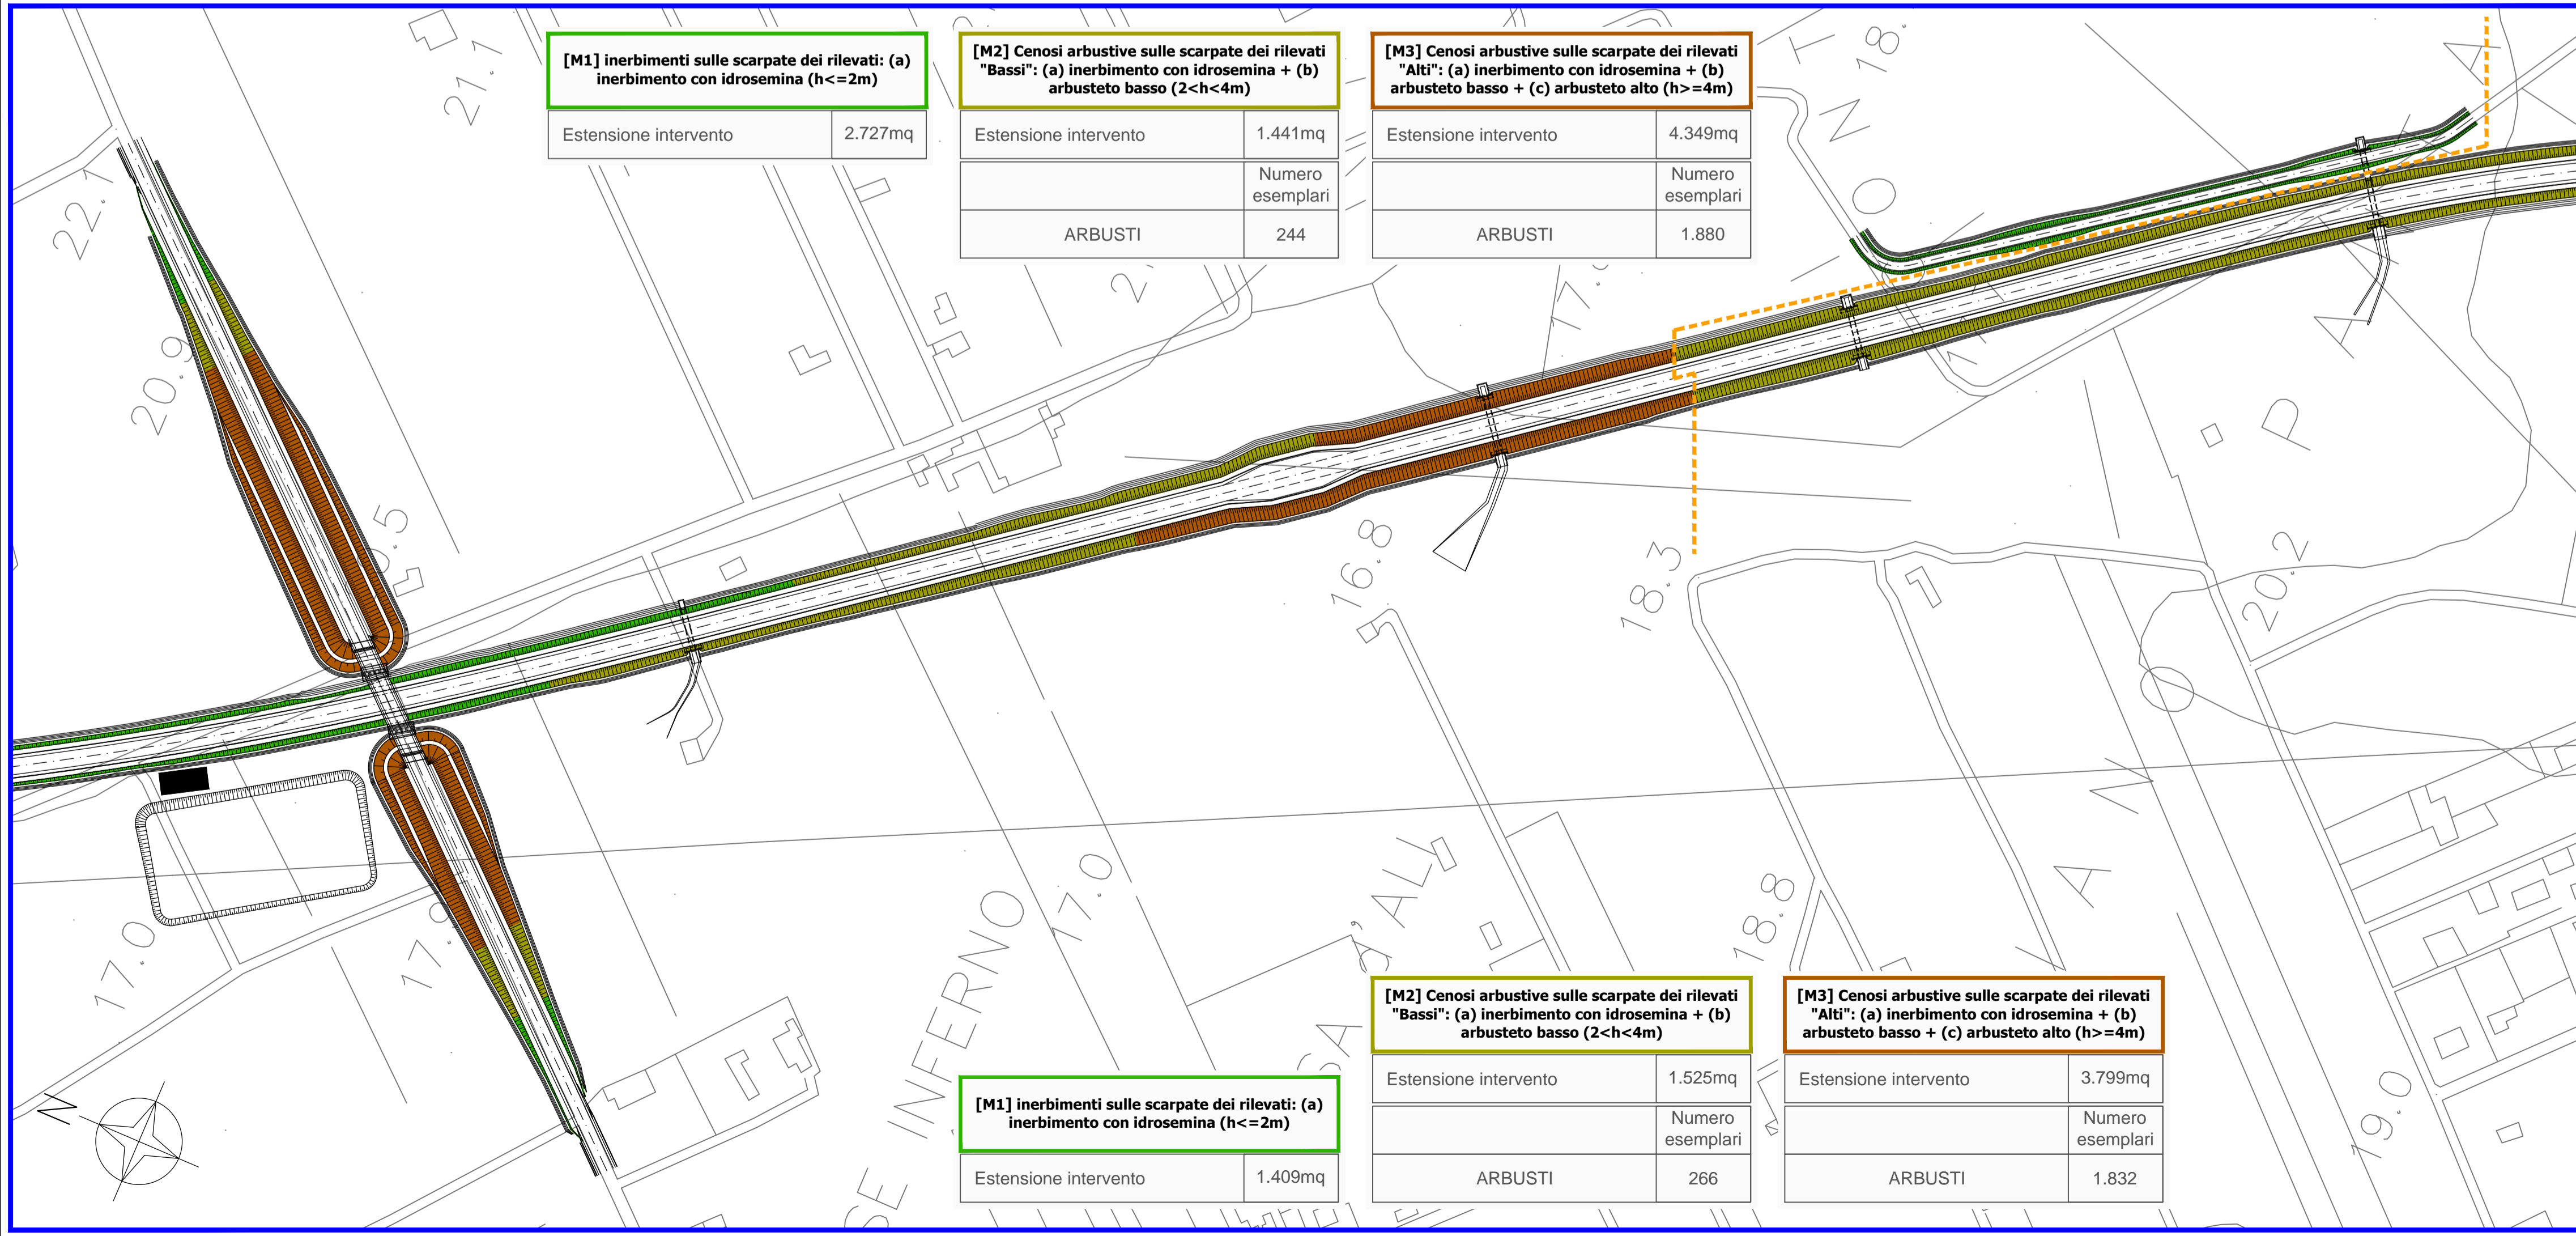 [M1] inerbimenti sulle scarpate dei rilevati: (a)
inerbimento con idrosemina (h<=2m)
Estensione intervento 2.727mq
[M2] Cenosi arbustive sulle scarpate dei rilevati
"Bassi": (a) inerbimento con idrosemina + (b)
arbusteto basso (2<h<4m)
Estensione intervento 1.441mq
Numero
esemplari
ARBUSTI 244
[M3] Cenosi arbustive sulle scarpate dei rilevati
"Alti": (a) inerbimento con idrosemina + (b)
arbusteto basso + (c) arbusteto alto (h>=4m)
Estensione intervento 4.349mq
Numero
esemplari
ARBUSTI 1.880
21.1
22.1
20.9
18.
17.
16.8
18.3
20.2
17.0
17.9
17.0
18.8
19.0
SE INFERNO
N
[M1] inerbimenti sulle scarpate dei rilevati: (a)
inerbimento con idrosemina (h<=2m)
Estensione intervento 1.409mq
[M2] Cenosi arbustive sulle scarpate dei rilevati
"Bassi": (a) inerbimento con idrosemina + (b)
arbusteto basso (2<h<4m)
Estensione intervento 1.525mq
Numero
esemplari
ARBUSTI 266
[M3] Cenosi arbustive sulle scarpate dei rilevati
"Alti": (a) inerbimento con idrosemina + (b)
arbusteto basso + (c) arbusteto alto (h>=4m)
Estensione intervento 3.799mq
Numero
esemplari
ARBUSTI 1.832